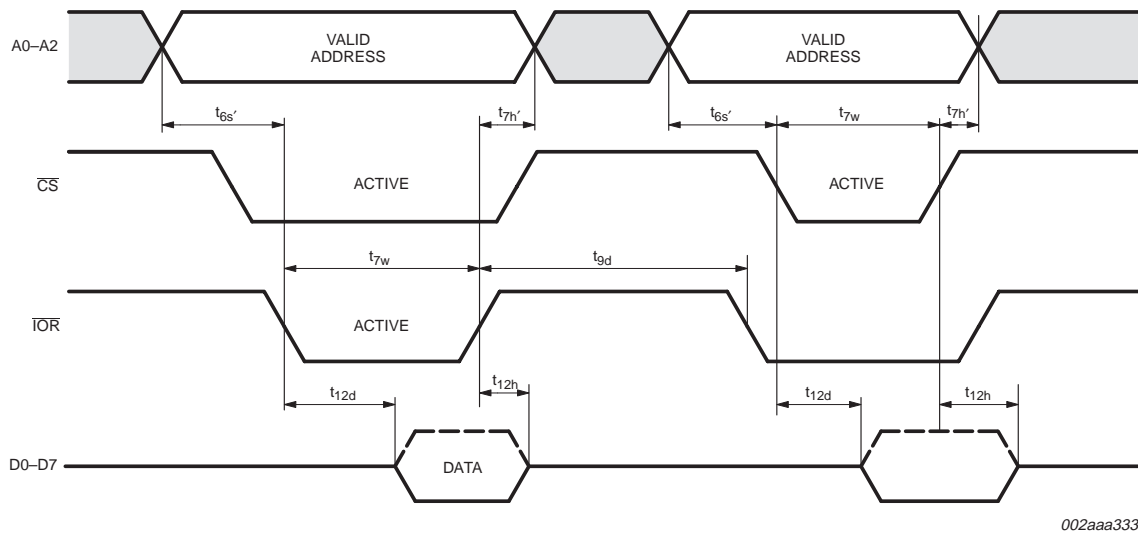 A0–A2
VALID
ADDRESS
VALID
ADDRESS
t6s′
t7h′
t6s′
t7w
t7h′
CS
ACTIVE
ACTIVE
t7w
t9d
IOR
ACTIVE
t12d
t12h
t12d
t12h
D0–D7
DATA
002aaa333